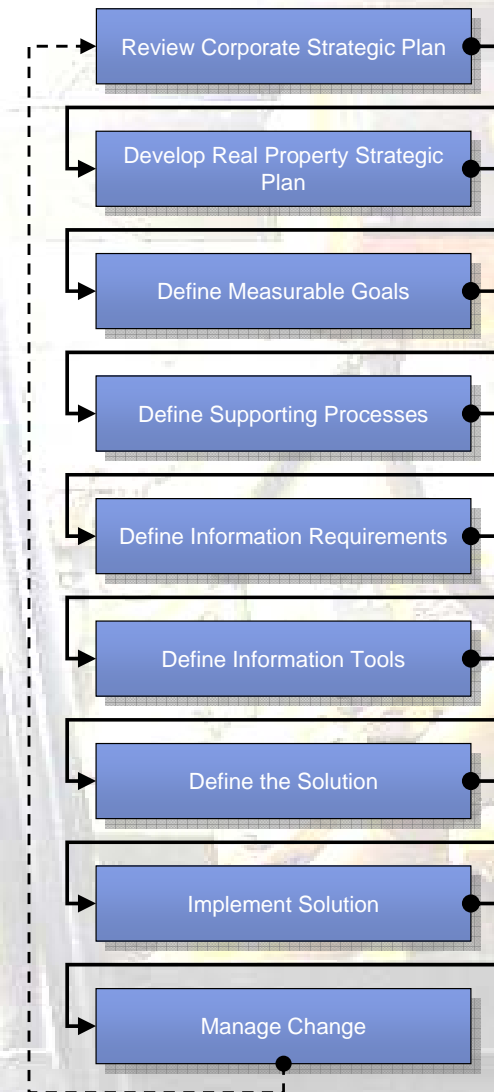 Review Corporate Strategic Plan
Develop Real Property Strategic
Plan
Define Measurable Goals
Define Supporting Processes
Define Information Requirements
Define Information Tools
Define the Solution
Implement Solution
Manage Change